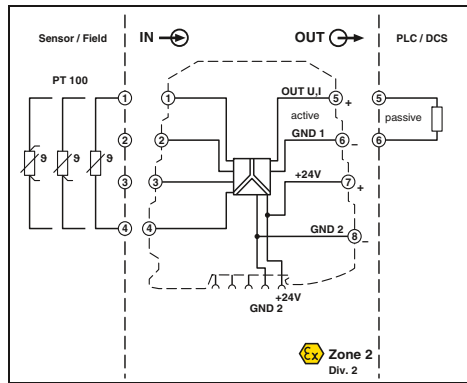 Sensor / Field
IN
OUT
PLC / DCS
PT 100
ϑ ϑ ϑ
1
2
3
4
1
2
3
4
OUT U,I
5 +
active
GND 1
6 –
+24V
7 +
GND 2
8 –
+24V
GND 2
5
passive
6
Ex Zone 2
Div. 2